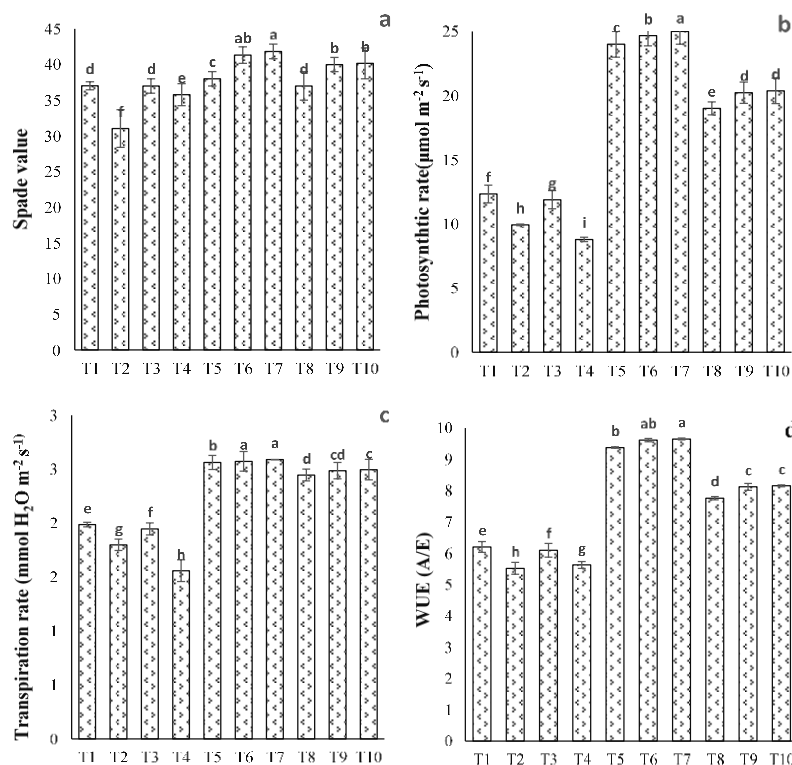 a
Spade value
45
40
35
30
25
20
15
10
5
0
d f d e c ab a d b b
T1 T2 T3 T4 T5 T6 T7 T8 T9 T10
b
Photosynthtic rate(μmol m⁻² s⁻¹)
25
20
15
10
5
0
f h g i c b a e d d
T1 T2 T3 T4 T5 T6 T7 T8 T9 T10
c
Transpiration rate (mmol H₂O m⁻² s⁻¹)
3
3
2
2
1
1
0
e g f h b a a d cd c
T1 T2 T3 T4 T5 T6 T7 T8 T9 T10
d
WUE (A/E)
10
9
8
7
6
5
4
3
2
1
0
e h f g b ab a d c c
T1 T2 T3 T4 T5 T6 T7 T8 T9 T10